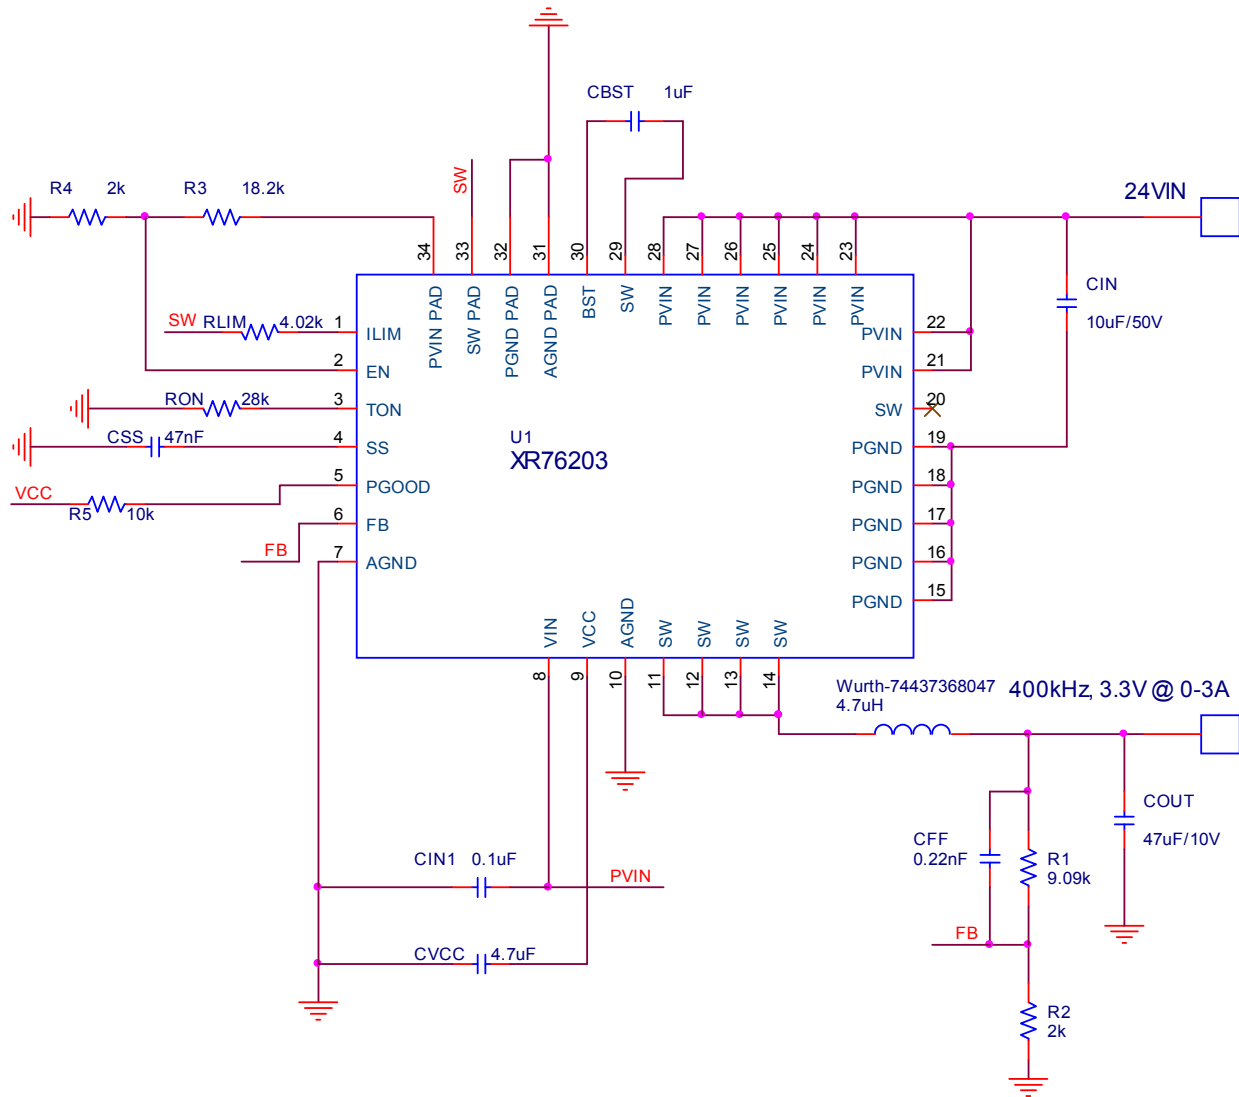 CBST 1uF
R4 2k R3 18.2k
SW
24VIN
34 33 32 31 30 29 28 27 26 25 24 23
PVIN PAD SW PAD PGND PAD AGND PAD BST SW PVIN PVIN PVIN PVIN PVIN PVIN
CIN
10uF/50V
SW RLIM 4.02k 1 ILIM
PVIN 22
2 EN
PVIN 21
RON 28k 3 TON
SW 20
CSS 47nF 4 SS
PGND 19
U1
XR76203
VCC R5 10k 5 PGOOD
PGND 18
FB 6 FB
PGND 17
7 AGND
PGND 16
PGND 15
VIN VCC AGND SW SW SW SW
8 9 10 11 12 13 14
Wurth-74437368047
4.7uH
400kHz, 3.3V @ 0-3A
COUT
47uF/10V
CFF
0.22nF
R1
9.09k
CIN1 0.1uF
PVIN
FB
CVCC 4.7uF
R2
2k